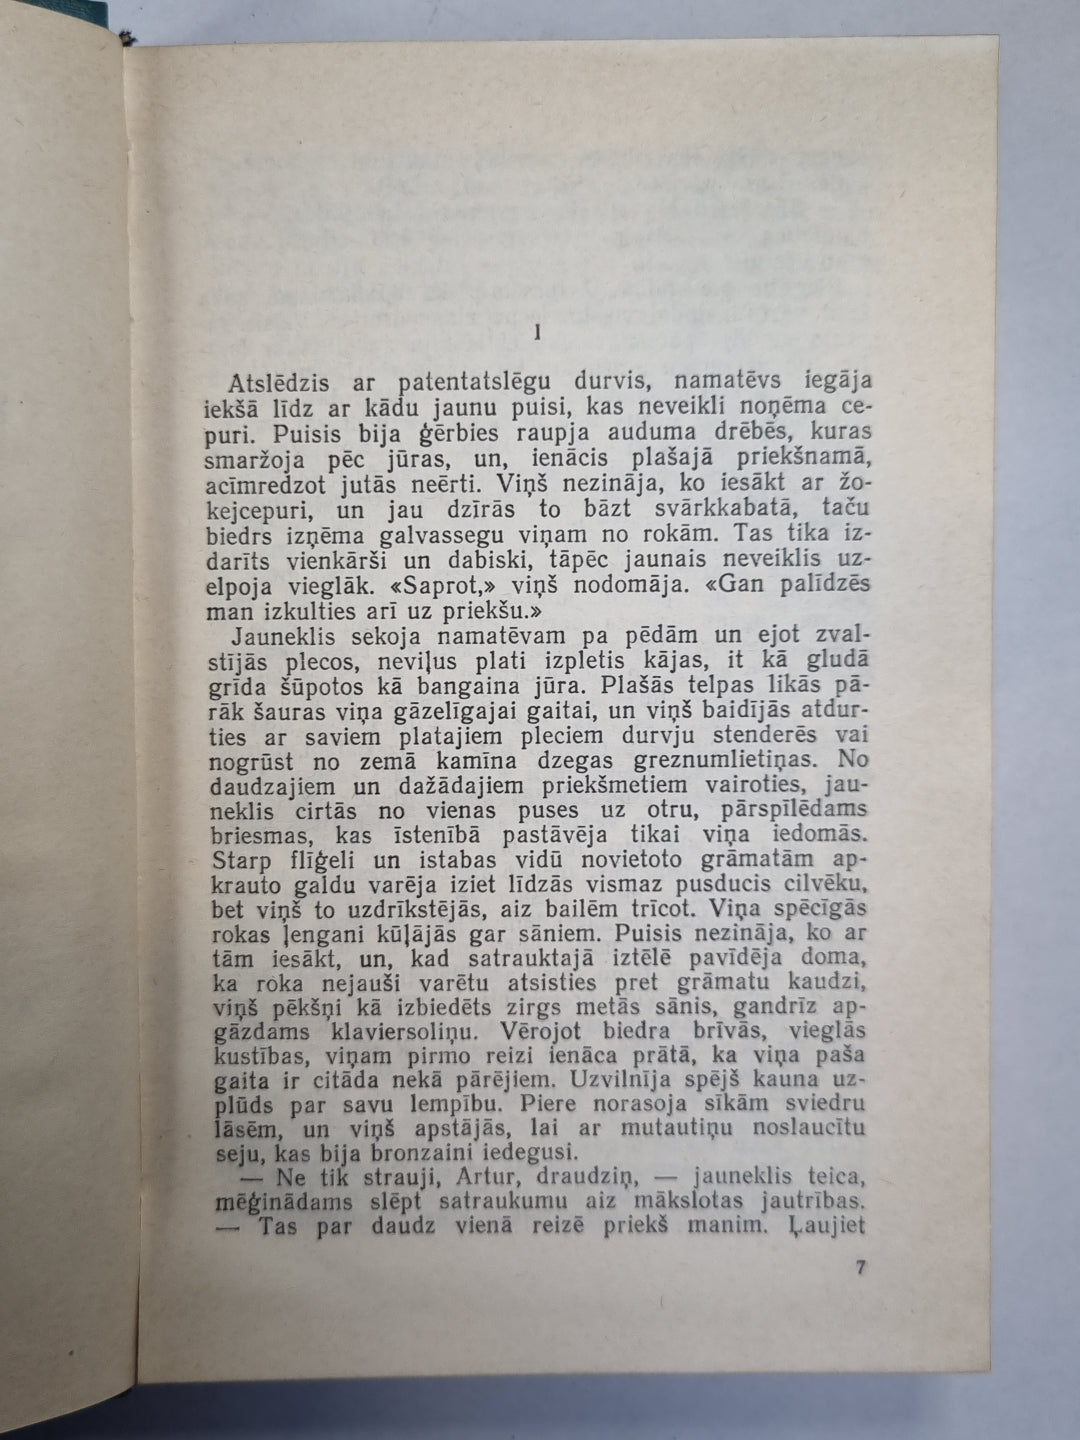 1
Atslēdzis ar patentatslēgu durvis, namatēvs iegāja
iekšā līdz ar kādu jaunu puisi, kas neveikli noņēma ce-
puri. Puisis bija ģērbies raupja auduma drēbēs, kuras
smaržoja pēc jūras, un, ienācis plašajā priekšnamā,
acīmredzot jutās neērti. Viņš nezināja, ko iesākt ar žo-
kejcepuri, un jau dzīrās to bāzt svārkkabatā, taču
biedrs izņēma galvassegu viņam no rokām. Tas tika iz-
darīts vienkārši un dabiski, tāpēc jaunais neveiklis uz-
elpoja vieglāk. «Saprot,» viņš nodomāja. «Gan palīdzēs
man izkulties arī uz priekšu.»
Jauneklis sekoja namatēvam pa pēdām un ejot zval-
stījās plecos, neviļus plati izpletis kājas, it kā gludā
grīda šūpotos kā bangaina jūra. Plašās telpas likās pā-
rāk šauras viņa gāzelīgajai gaitai, un viņš baidījās atdur-
ties ar saviem platajiem pleciem durvju stenderēs vai
nogrūst no zemā kamīna dzegas greznumlietiņas. No
daudzajiem un dažādajiem priekšmetiem vairoties, jau-
neklis cirtās no vienas puses uz otru, pārspīlēdams
briesmas, kas īstenībā pastāvēja tikai viņa iedomās.
Starp flīģeli un istabas vidū novietoto grāmatām ap-
krauto galdu varēja iziet līdzās vismaz pusducis cilvēku,
bet viņš to uzdrīkstējās, aiz bailēm trīcot. Viņa spēcīgās
rokas ļengani kūļājās gar sāniem. Puisis nezināja, ko ar
tām iesākt, un, kad satrauktajā iztēlē pavīdēja doma,
ka roka nejauši varētu atsisties pret grāmatu kaudzi,
viņš pēkšņi kā izbiedēts zirgs metās sānis, gandrīz ap-
gāzdams klaviersoliņu. Vērojot biedra brīvās, vieglās
kustības, viņam pirmo reizi ienāca prātā, ka viņa paša
gaita ir citāda nekā pārējiem. Uzvilnīja spējš kauna uz-
plūds par savu lempību. Piere norasoja sīkām sviedru
lāsēm, un viņš apstājās, lai ar mutautiņu noslaucītu
seju, kas bija bronzaini iedegusi.
— Ne tik strauji, Artur, draudziņ, — jauneklis teica,
mēģinādams slēpt satraukumu aiz mākslotas jautrības.
— Tas par daudz vienā reizē priekš manim. Ļaujiet
7